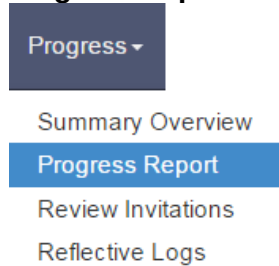 Progress
Summary Overview
Progress Report
Review Invitations
Reflective Logs